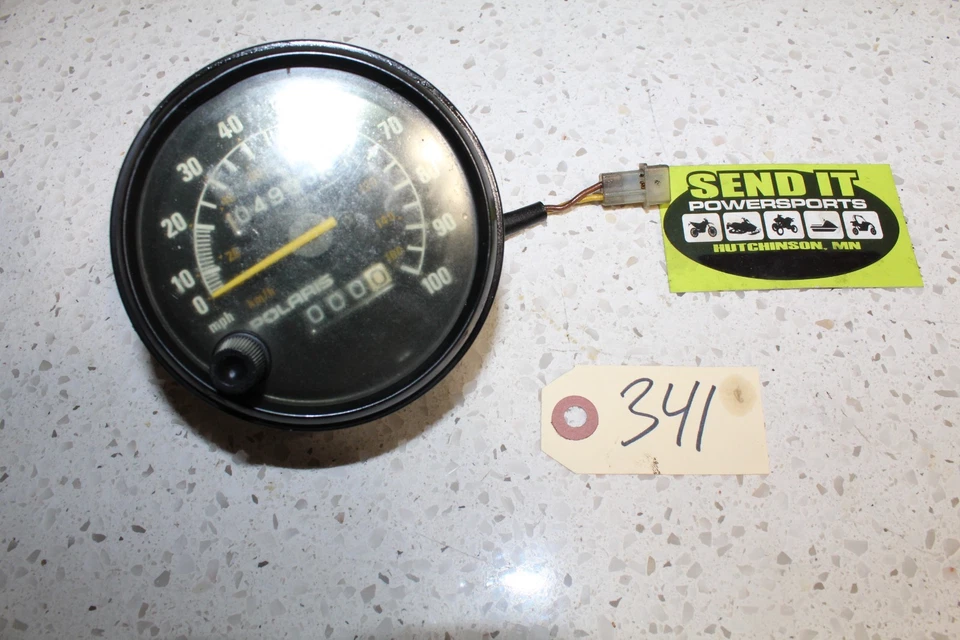 40
70
30
80
20
90
10
100
0
mph
km/h
20
POLARIS
0000
SEND IT
POWERSPORTS
HUTCHINSON, MN
341